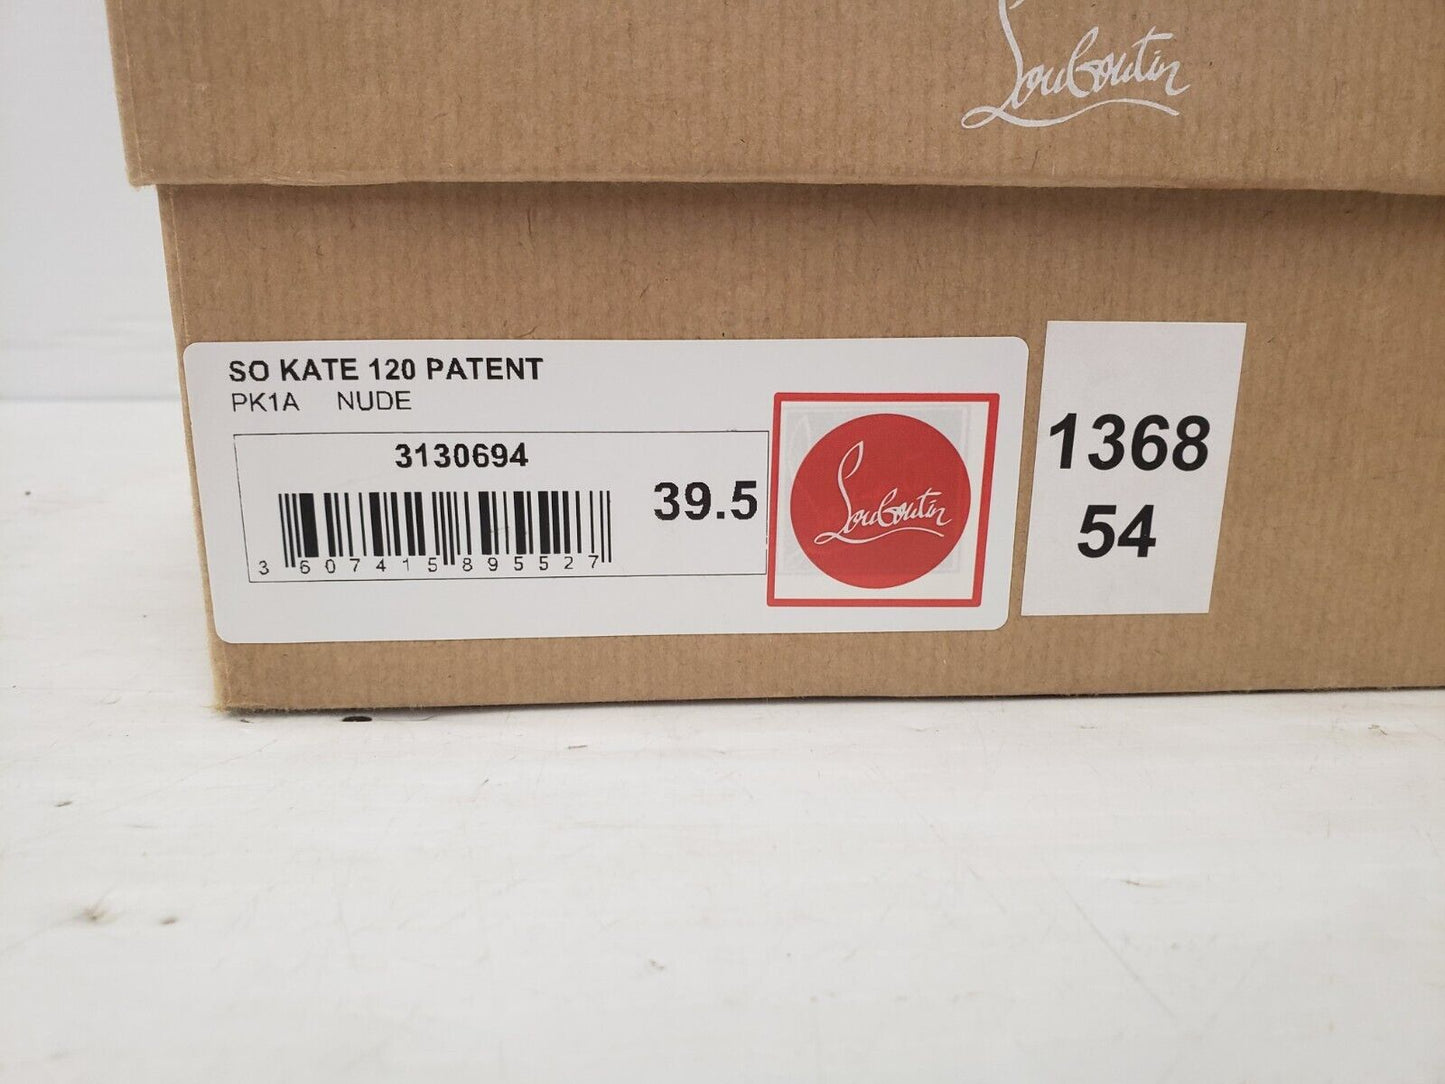 Louboutin
SO KATE 120 PATENT
PK1A NUDE
3130694
39.5
3 607415 895527
Louboutin
1368
54